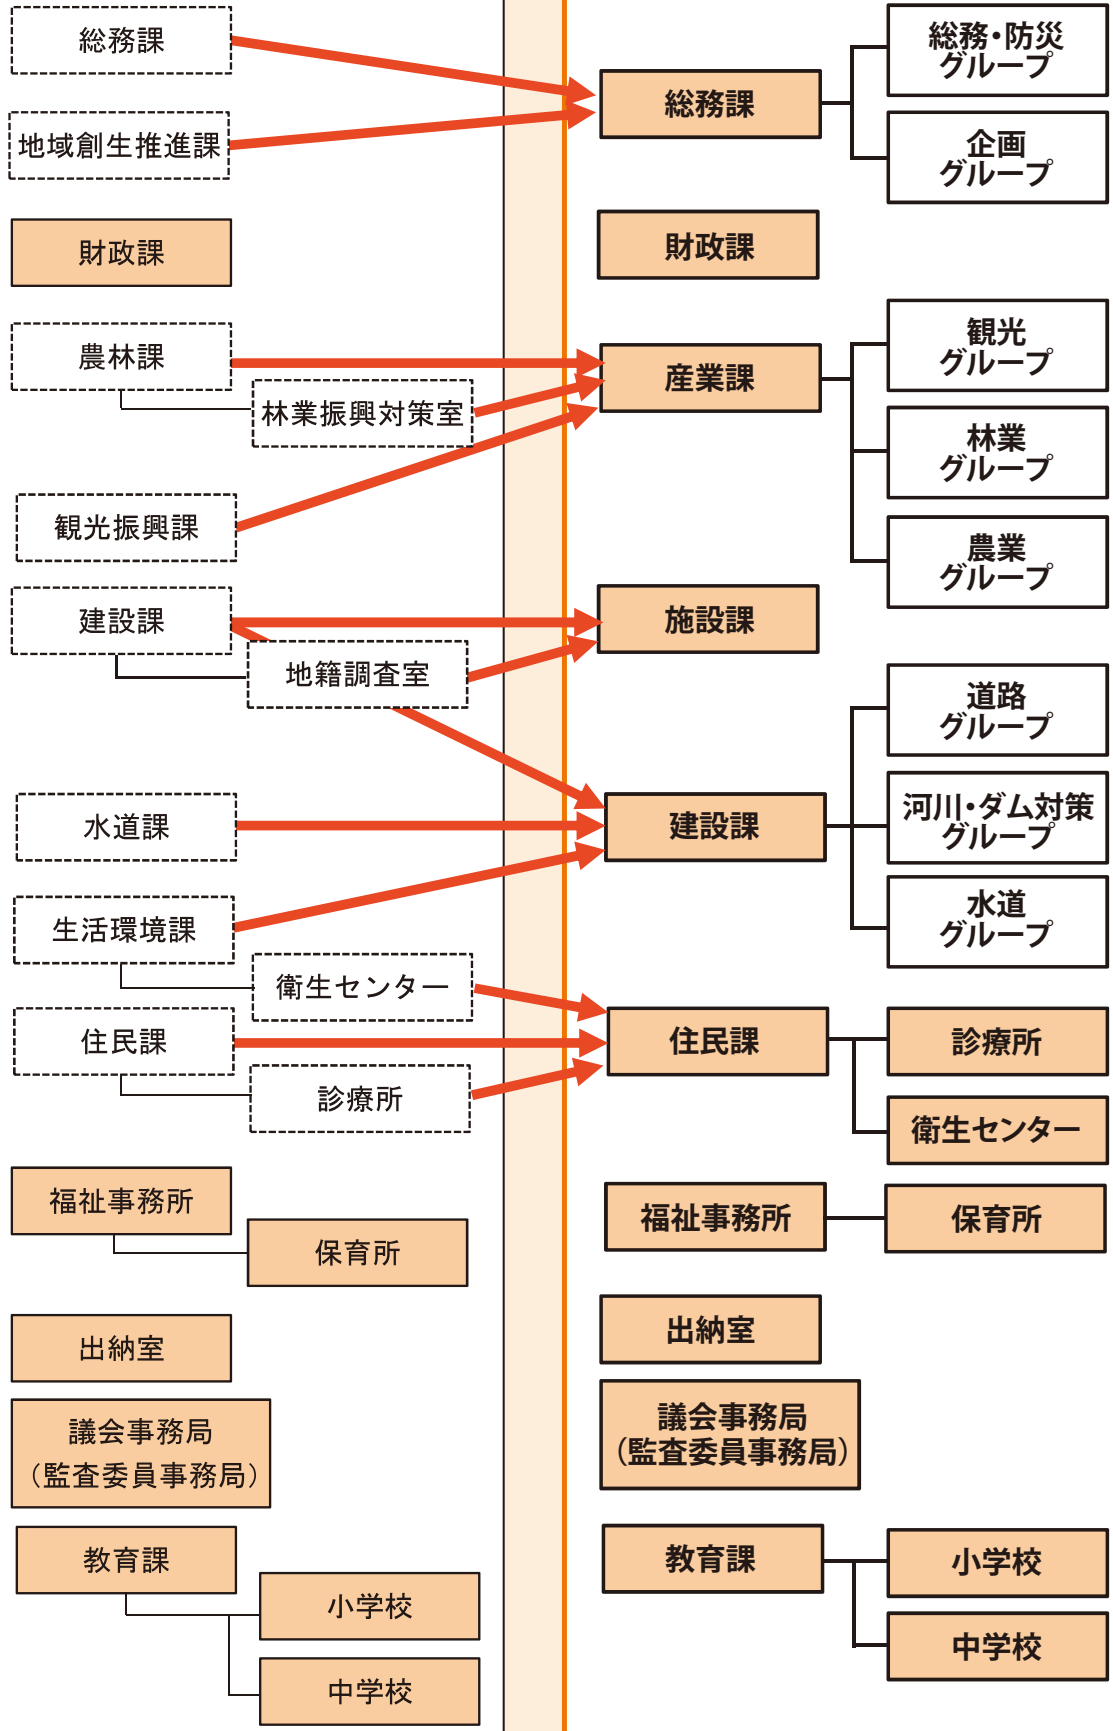 総務課
地域創生推進課
財政課
農林課
林業振興対策室
観光振興課
建設課
地籍調査室
水道課
生活環境課
衛生センター
住民課
診療所
福祉事務所
保育所
出納室
議会事務局
（監査委員事務局）
教育課
小学校
中学校
総務課
総務・防災
グループ
企画
グループ
財政課
産業課
観光
グループ
林業
グループ
農業
グループ
施設課
建設課
道路
グループ
河川・ダム対策
グループ
水道
グループ
住民課
診療所
衛生センター
福祉事務所
保育所
出納室
議会事務局
（監査委員事務局）
教育課
小学校
中学校